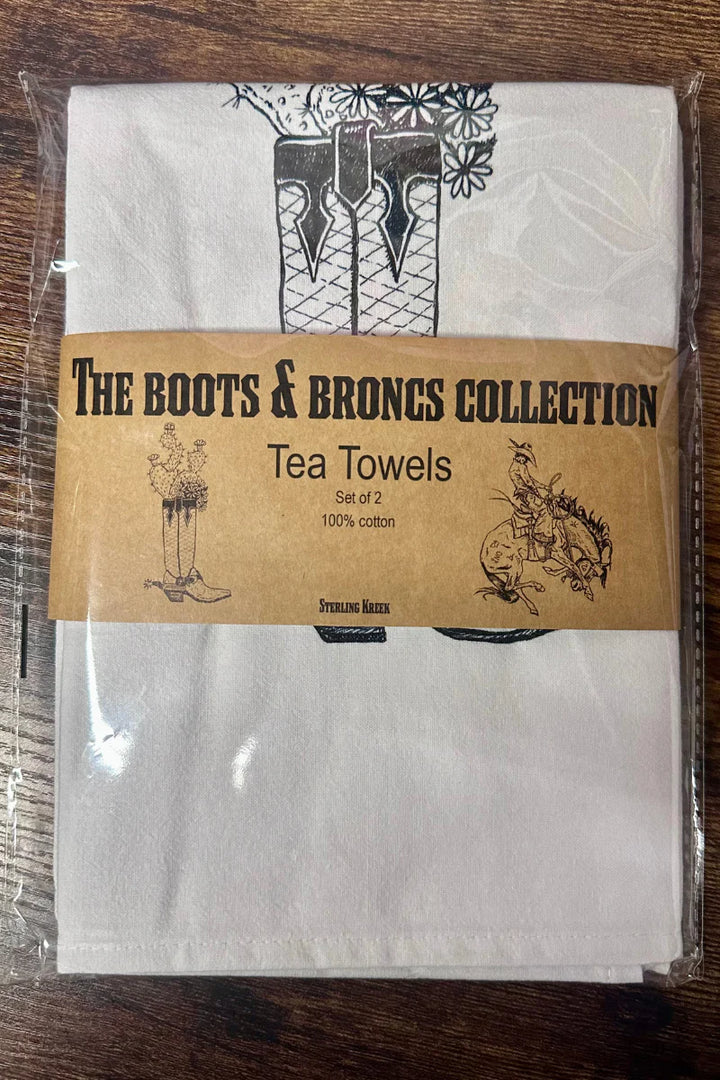 THE BOOTS & BRONCS COLLECTION
Tea Towels
Set of 2
100% cotton
STERLING KREEK